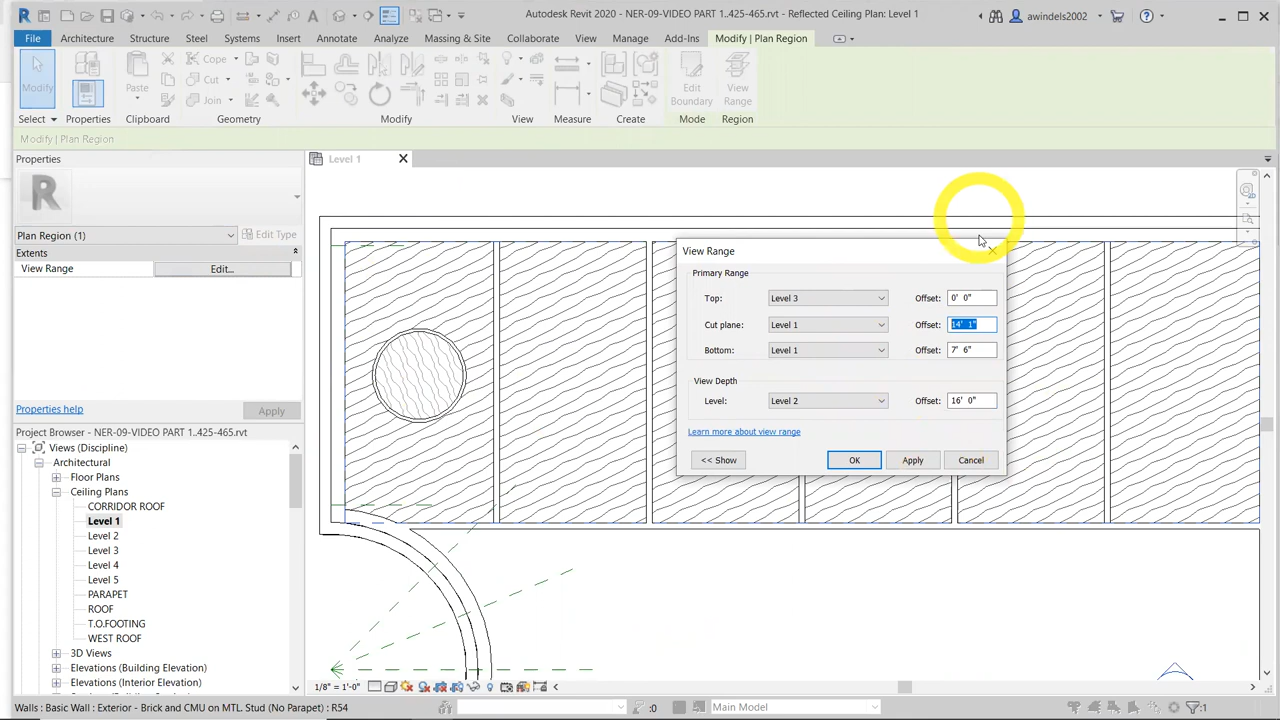 Autodesk Revit 2020 - NER-09-VIDEO PART 1..425-465.rvt - Reflected Ceiling Plan: Level 1
awindels2002
File Architecture Structure Steel Systems Insert Annotate Analyze Massing & Site Collaborate View Manage Add-Ins Modify | Plan Region
Modify
Paste
Cope
Cut
Join
Edit Boundary
View Range
Select Properties Clipboard Geometry Modify View Measure Create Mode Region
Modify | Plan Region
Properties
Level 1
R
Plan Region (1)
Edit Type
Extents
View Range
Edit...
Properties help
Apply
Project Browser - NER-09-VIDEO PART 1..425-465.rvt
Views (Discipline)
Architectural
Floor Plans
Ceiling Plans
CORRIDOR ROOF
Level 1
Level 2
Level 3
Level 4
Level 5
PARAPET
ROOF
T.O.FOOTING
WEST ROOF
3D Views
Elevations (Building Elevation)
Elevations (Interior Elevation)
View Range
Primary Range
Top: Level 3 Offset: 0' 0"
Cut plane: Level 1 Offset: 14' 1"
Bottom: Level 1 Offset: 7' 6"
View Depth
Level: Level 2 Offset: 16' 0"
Learn more about view range
<< Show OK Apply Cancel
2D
1/8" = 1'-0"
Walls : Basic Wall : Exterior - Brick and CMU on MTL. Stud (No Parapet) : R54
:0
Main Model
:1